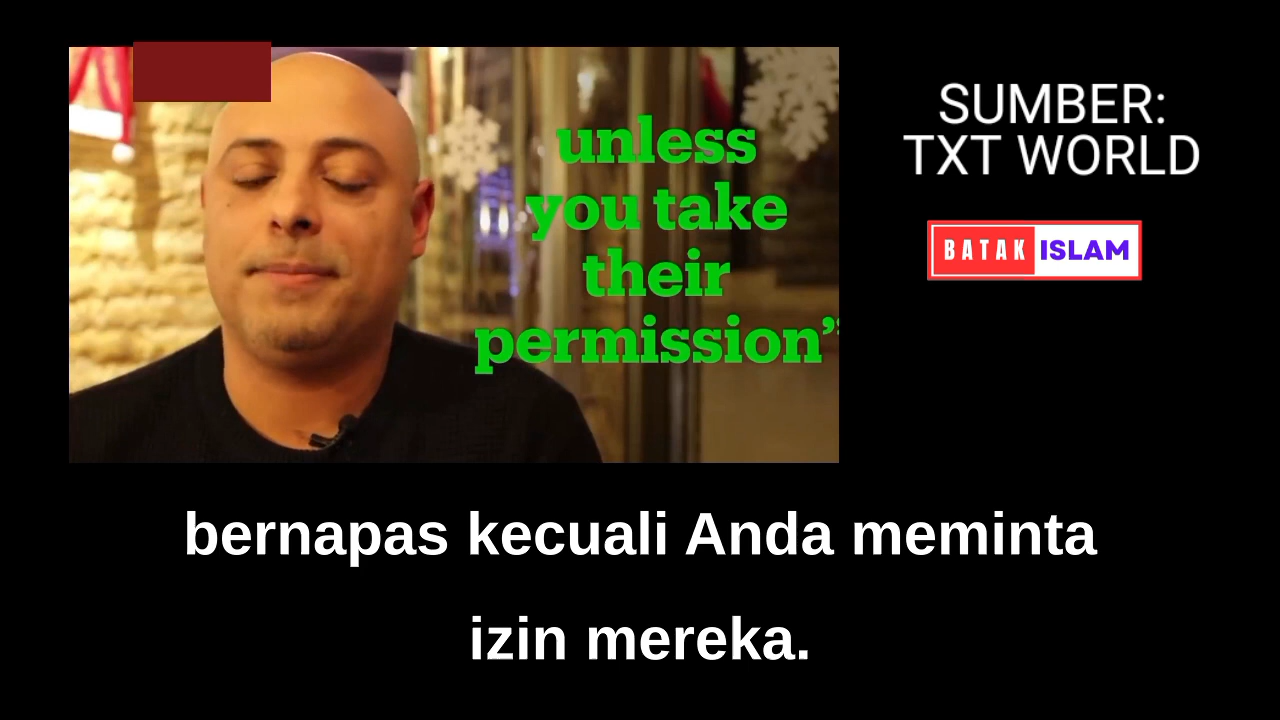 unless
you take
their
permission”
SUMBER:
TXT WORLD
BATAK ISLAM
bernapas kecuali Anda meminta
izin mereka.